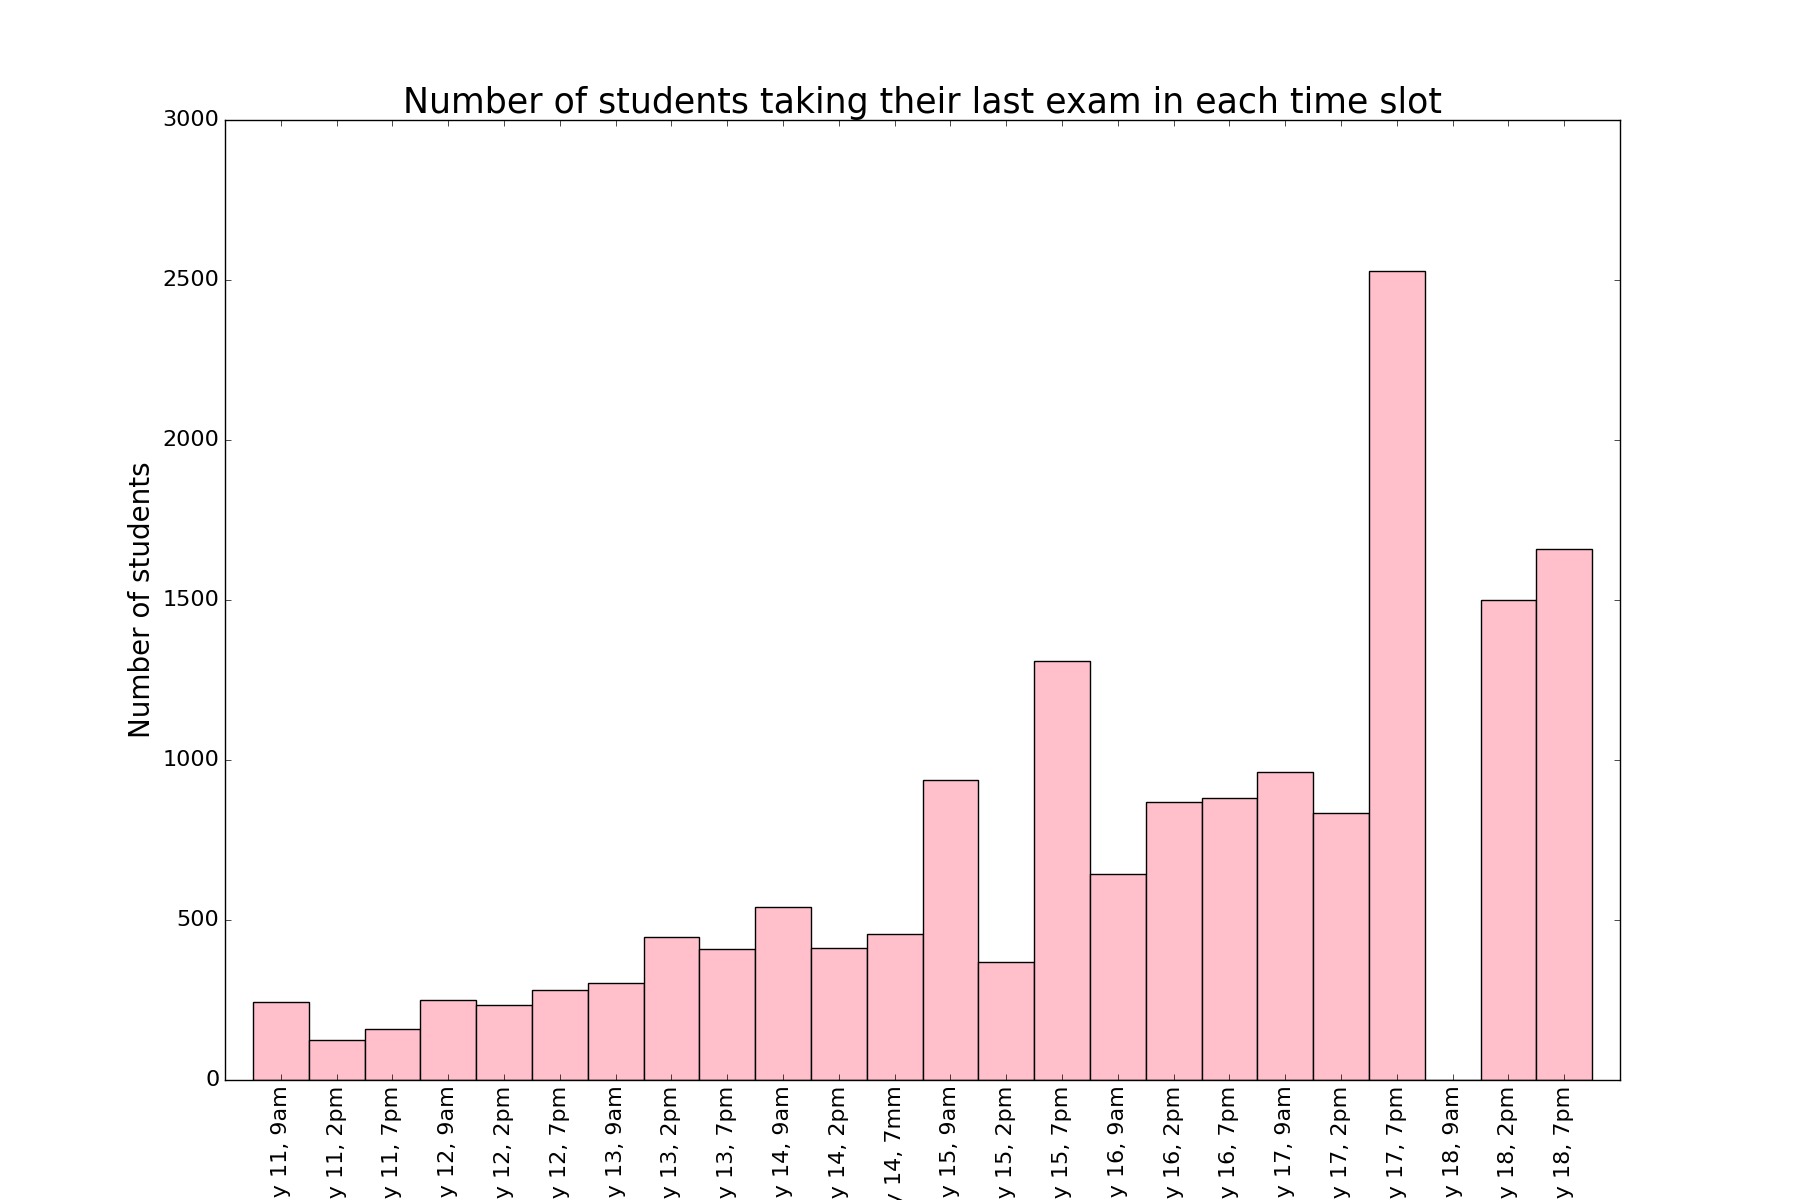 Number of students taking their last exam in each time slot
Number of students
3000
2500
2000
1500
1000
500
0
y 11, 9am
y 11, 2pm
y 11, 7pm
y 12, 9am
y 12, 2pm
y 12, 7pm
y 13, 9am
y 13, 2pm
y 13, 7pm
y 14, 9am
y 14, 2pm
y 14, 7mm
y 15, 9am
y 15, 2pm
y 15, 7pm
y 16, 9am
y 16, 2pm
y 16, 7pm
y 17, 9am
y 17, 2pm
y 17, 7pm
y 18, 9am
y 18, 2pm
y 18, 7pm